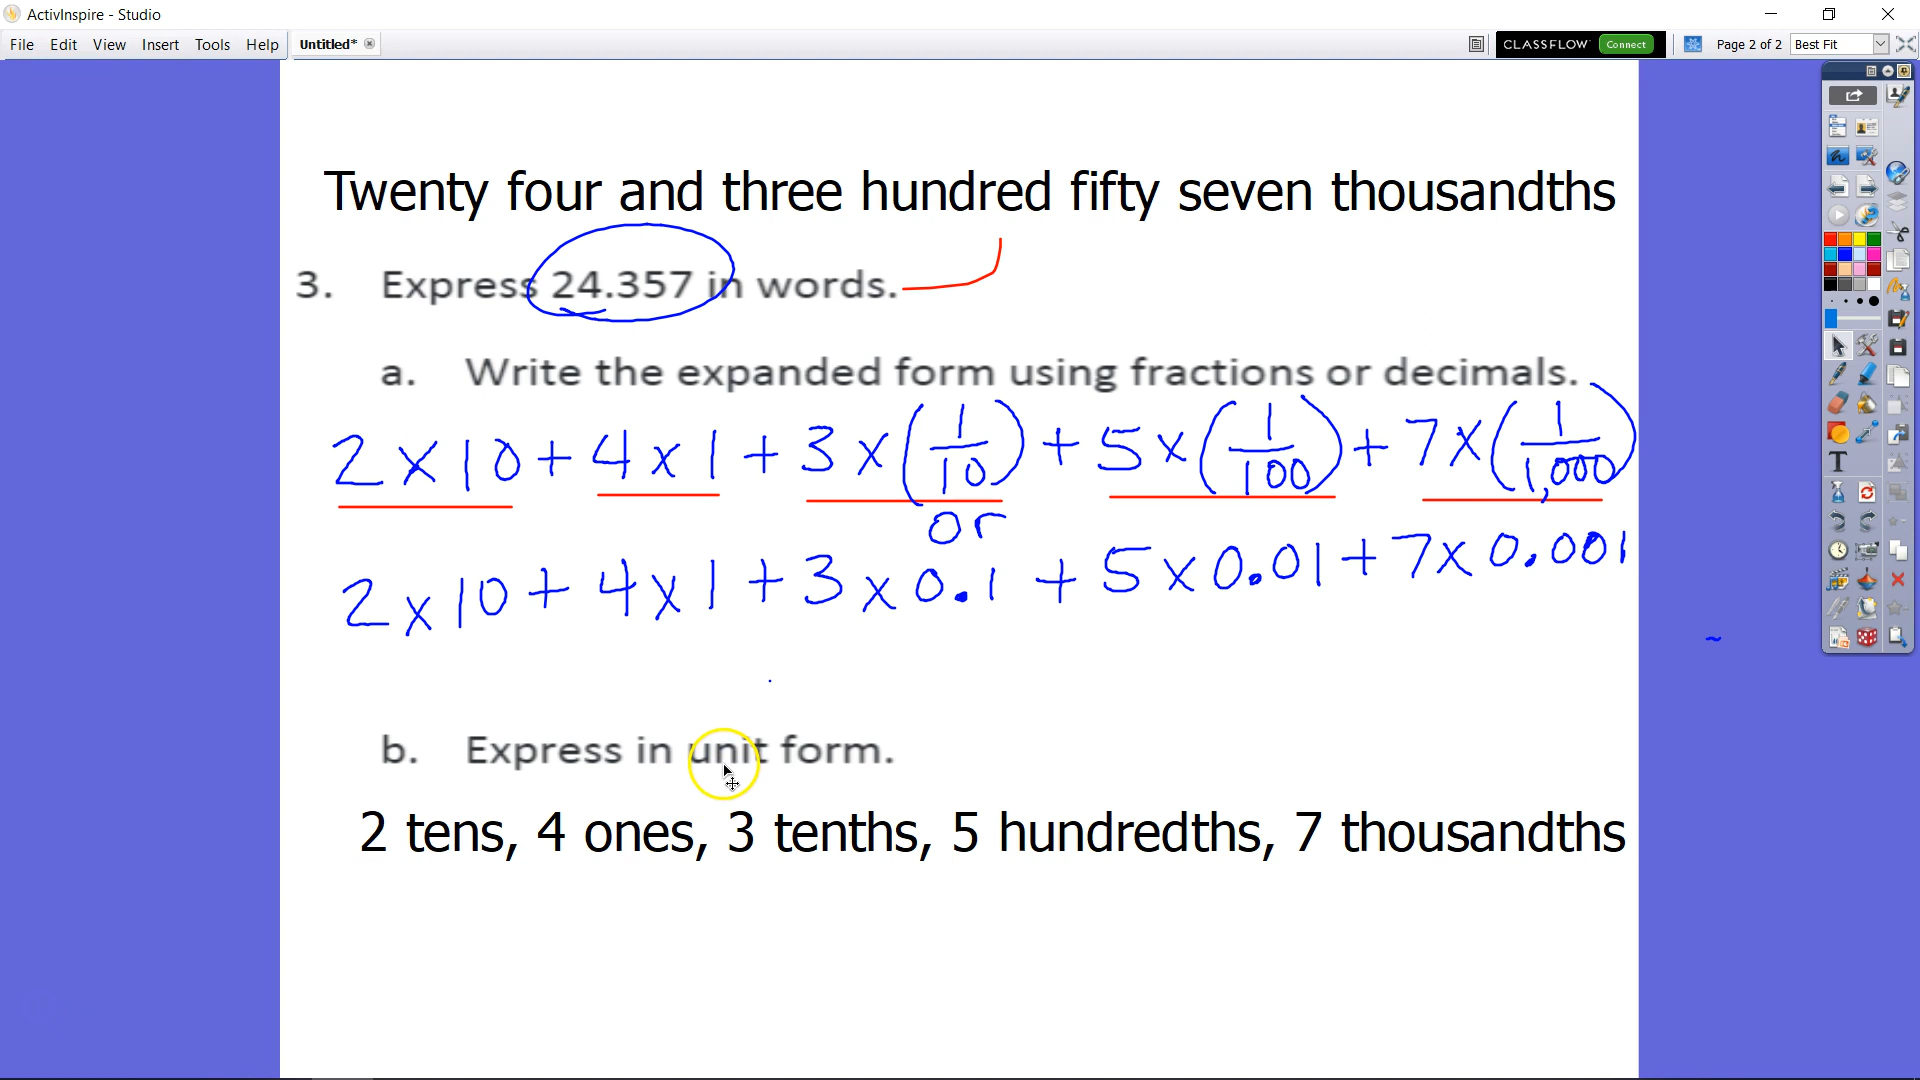 ActivInspire - Studio
File Edit View Insert Tools Help Untitled* CLASSFLOW Connect Page 2 of 2 Best Fit
Twenty four and three hundred fifty seven thousandths
3. Express 24.357 in words.
a. Write the expanded form using fractions or decimals.
2 x 10 + 4 x 1 + 3 x (1/10) + 5 x (1/100) + 7 x (1/1,000)
or
2 x 10 + 4 x 1 + 3 x 0.1 + 5 x 0.01 + 7 x 0.001
b. Express in unit form.
2 tens, 4 ones, 3 tenths, 5 hundredths, 7 thousandths